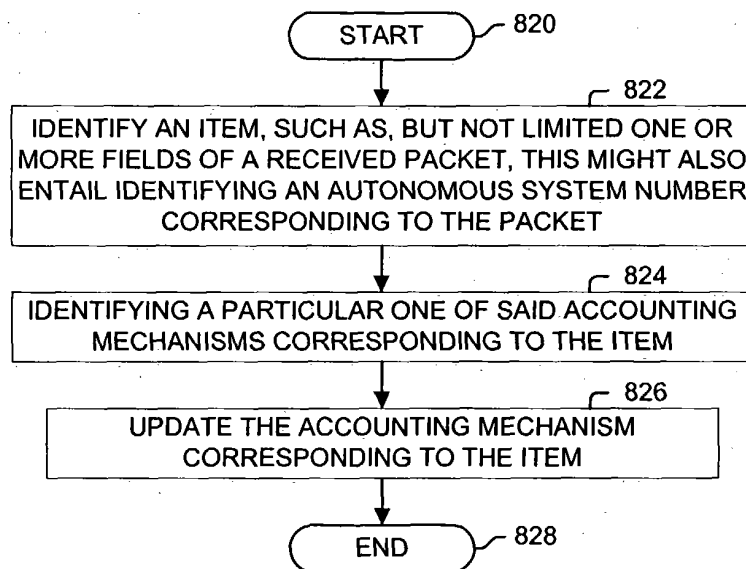 START
820
822
IDENTIFY AN ITEM, SUCH AS, BUT NOT LIMITED ONE OR
MORE FIELDS OF A RECEIVED PACKET, THIS MIGHT ALSO
ENTAIL IDENTIFYING AN AUTONOMOUS SYSTEM NUMBER
CORRESPONDING TO THE PACKET
824
IDENTIFYING A PARTICULAR ONE OF SAID ACCOUNTING
MECHANISMS CORRESPONDING TO THE ITEM
826
UPDATE THE ACCOUNTING MECHANISM
CORRESPONDING TO THE ITEM
END
828